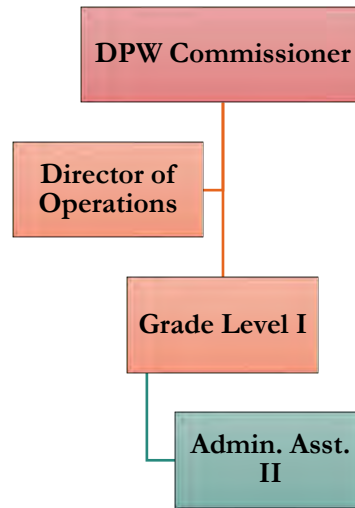 DPW Commissioner
Director of
Operations
Grade Level I
Admin. Asst.
II